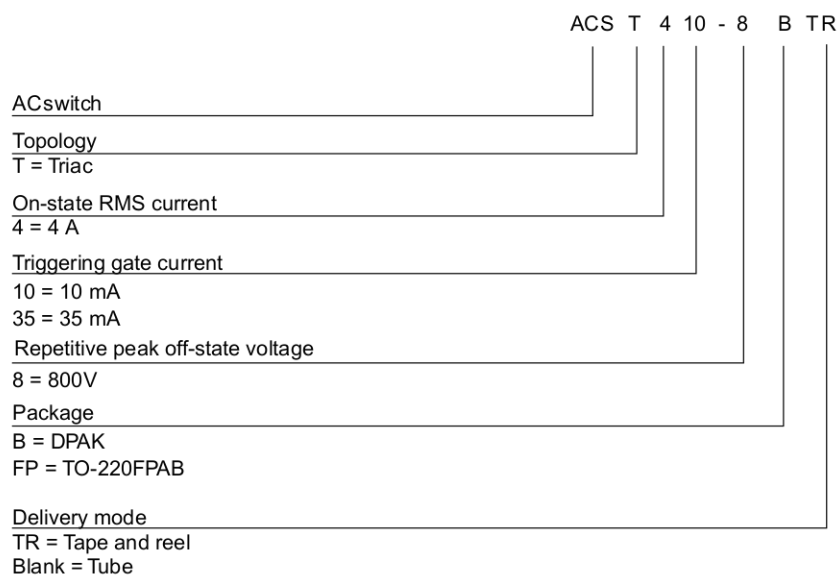 ACS T 4 10 - 8 B TR
ACswitch
Topology
T = Triac
On-state RMS current
4 = 4 A
Triggering gate current
10 = 10 mA
35 = 35 mA
Repetitive peak off-state voltage
8 = 800V
Package
B = DPAK
FP = TO-220FPAB
Delivery mode
TR = Tape and reel
Blank = Tube